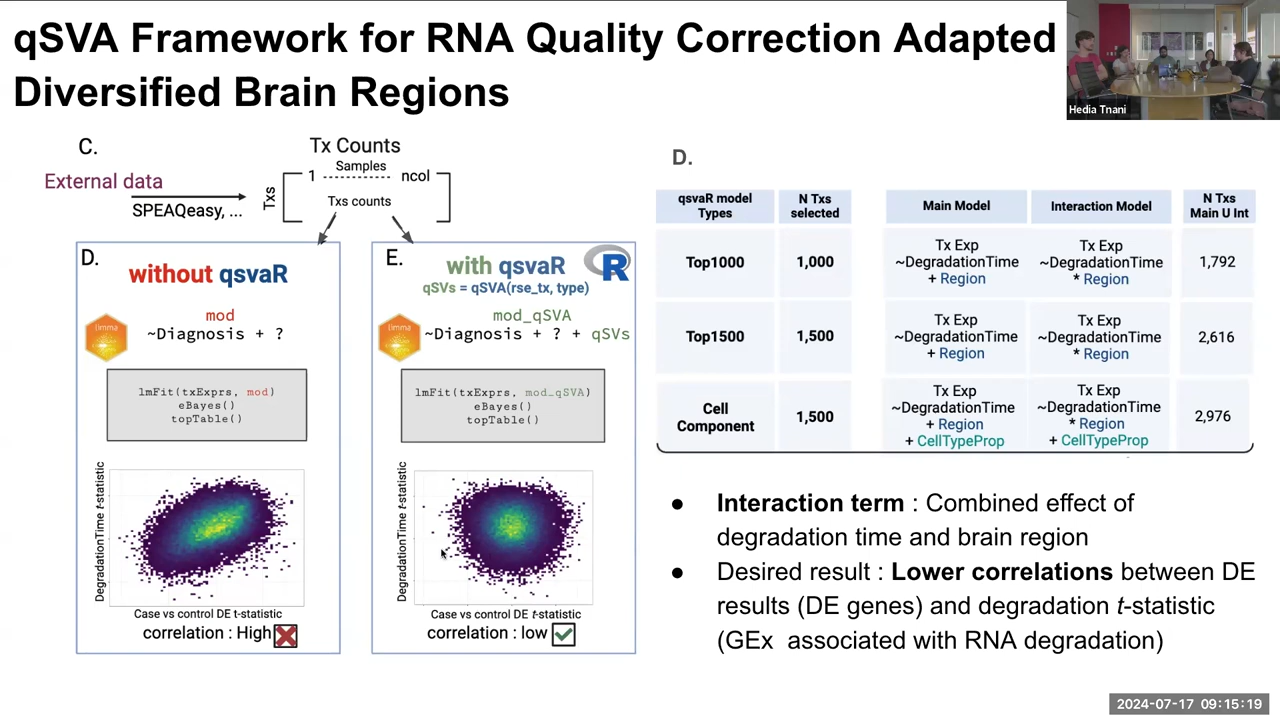 qSVA Framework for RNA Quality Correction Adapted
Diversified Brain Regions
Hedia Tnani
C.
External data
SPEAQeasy, ...
Tx Counts
Samples
1 ncol
Txs
Txs counts
D.
without qsvaR
limma
mod
~Diagnosis + ?
lmFit(txExprs, mod)
eBayes()
topTable()
DegradationTime t-statistic
Case vs control DE t-statistic
correlation : High
E.
with qsvaR
R
qSVs = qSVA(rse_tx, type)
limma
mod_qSVA
~Diagnosis + ? + qSVs
lmFit(txExprs, mod_qSVA)
eBayes()
topTable()
DegradationTime t-statistic
Case vs control DE t-statistic
correlation : low
D.
qsvaR model
Types
N Txs
selected
Main Model
Interaction Model
N Txs
Main U Int
Top1000
1,000
Tx Exp
~DegradationTime
+ Region
Tx Exp
~DegradationTime
* Region
1,792
Top1500
1,500
Tx Exp
~DegradationTime
+ Region
Tx Exp
~DegradationTime
* Region
2,616
Cell
Component
1,500
Tx Exp
~DegradationTime
+ Region
+ CellTypeProp
Tx Exp
~DegradationTime
* Region
+ CellTypeProp
2,976
● Interaction term : Combined effect of
degradation time and brain region
● Desired result : Lower correlations between DE
results (DE genes) and degradation t-statistic
(GEx associated with RNA degradation)
2024-07-17 09:15:19